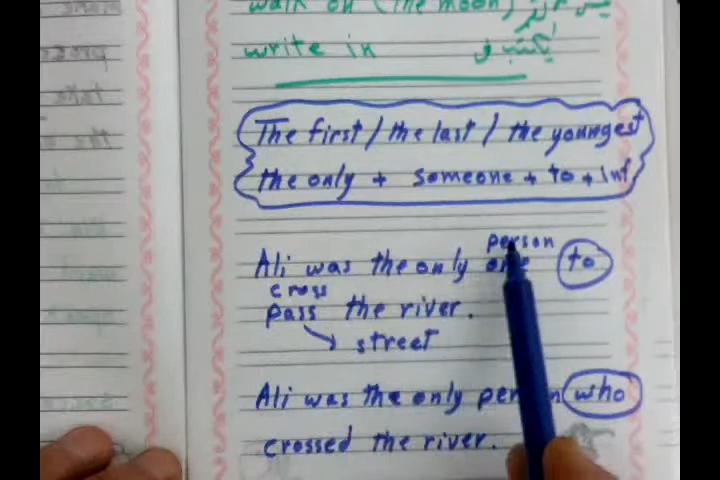 walk on (the moon)
write in يكتب في
The first / the last / the youngest
the only + someone + to + inf
person
Ali was the only one to
cross
pass the river.
street
Ali was the only person who
crossed the river.